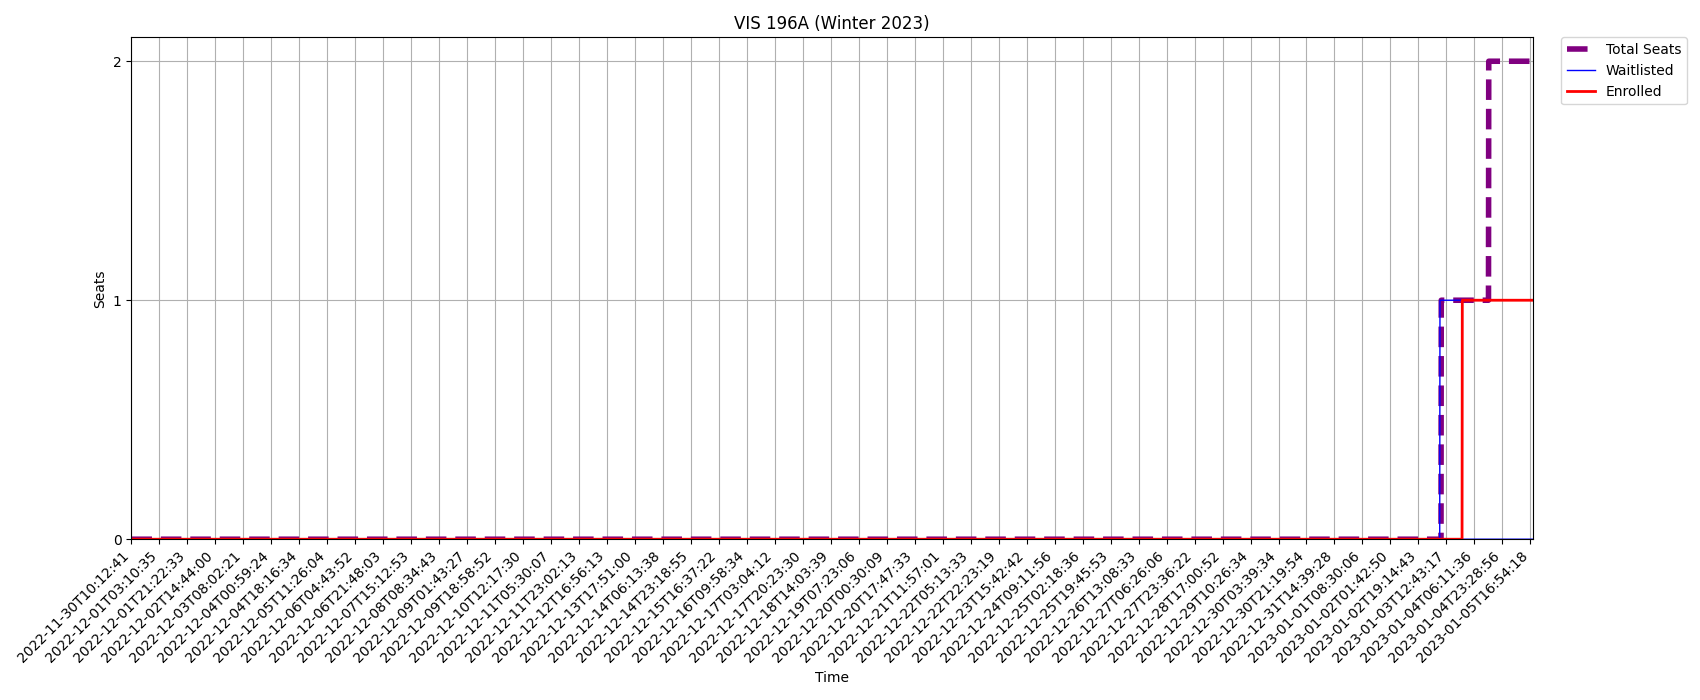 VIS 196A (Winter 2023)
Total Seats
Waitlisted
Enrolled
Seats
2
1
0
2022-11-30T10:12:41
2022-12-01T03:10:35
2022-12-01T21:22:33
2022-12-02T14:44:00
2022-12-03T08:02:21
2022-12-04T00:59:24
2022-12-04T18:16:34
2022-12-05T11:26:04
2022-12-06T04:43:52
2022-12-06T21:48:03
2022-12-07T15:12:53
2022-12-08T08:34:43
2022-12-09T01:43:27
2022-12-09T18:58:52
2022-12-10T12:17:30
2022-12-11T05:30:07
2022-12-11T23:02:13
2022-12-12T16:56:13
2022-12-13T17:51:00
2022-12-14T06:13:38
2022-12-14T23:18:55
2022-12-15T16:37:22
2022-12-16T09:58:34
2022-12-17T03:04:12
2022-12-17T20:23:30
2022-12-18T14:03:39
2022-12-19T07:23:06
2022-12-20T00:30:09
2022-12-20T17:47:33
2022-12-21T11:57:01
2022-12-22T05:13:33
2022-12-22T22:23:19
2022-12-23T15:42:42
2022-12-24T09:11:56
2022-12-25T02:18:36
2022-12-25T19:45:53
2022-12-26T13:08:33
2022-12-27T06:26:06
2022-12-27T23:36:22
2022-12-28T17:00:52
2022-12-29T10:26:34
2022-12-30T03:39:34
2022-12-30T21:19:54
2022-12-31T14:39:28
2023-01-01T08:30:06
2023-01-02T01:42:50
2023-01-02T19:14:43
2023-01-03T12:43:17
2023-01-04T06:11:36
2023-01-04T23:28:56
2023-01-05T16:54:18
Time